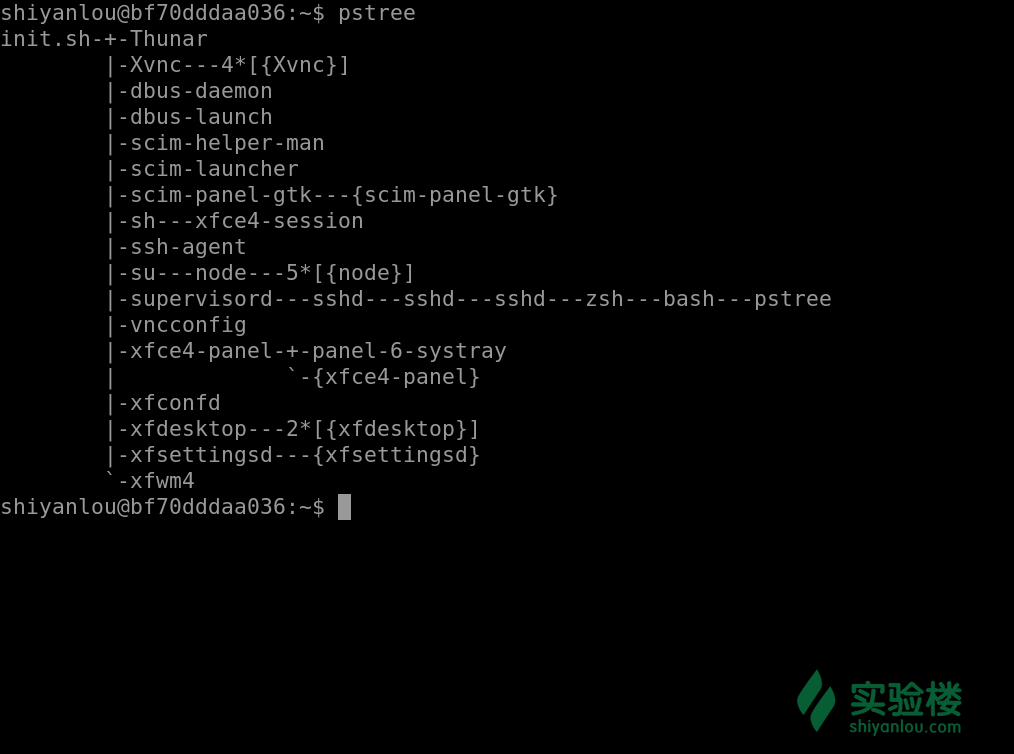 shiyanlou@bf70dddaa036:~$ pstree
init.sh-+-Thunar
        |-Xvnc---4*[{Xvnc}]
        |-dbus-daemon
        |-dbus-launch
        |-scim-helper-man
        |-scim-launcher
        |-scim-panel-gtk---{scim-panel-gtk}
        |-sh---xfce4-session
        |-ssh-agent
        |-su---node---5*[{node}]
        |-supervisord---sshd---sshd---sshd---zsh---bash---pstree
        |-vncconfig
        |-xfce4-panel-+-panel-6-systray
        |             `-{xfce4-panel}
        |-xfconfd
        |-xfdesktop---2*[{xfdesktop}]
        |-xfsettingsd---{xfsettingsd}
        `-xfwm4
shiyanlou@bf70dddaa036:~$
实验楼
shiyanlou.com